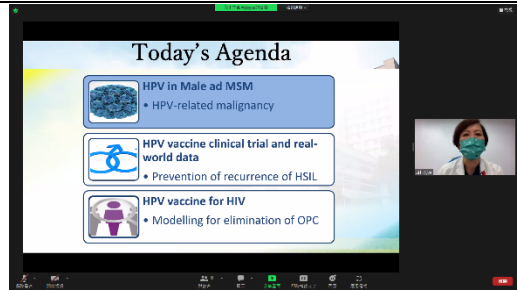 Today's Agenda
HPV in Male ad MSM
• HPV-related malignancy
HPV vaccine clinical trial and real-
world data
• Prevention of recurrence of HSIL
HPV vaccine for HIV
• Modelling for elimination of OPC